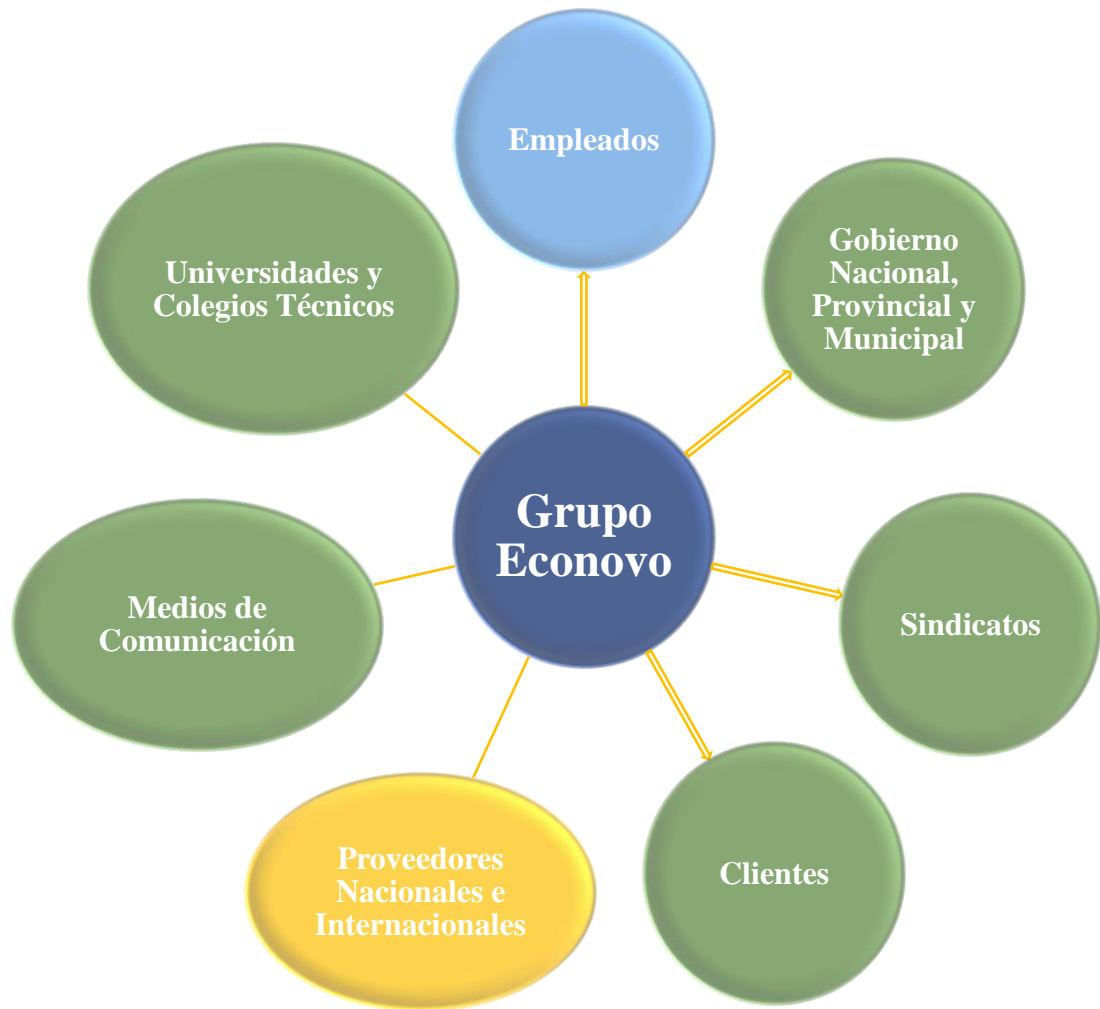 Empleados
Gobierno
Nacional,
Provincial y
Municipal
Sindicatos
Clientes
Proveedores
Nacionales e
Internacionales
Medios de
Comunicación
Universidades y
Colegios Técnicos
Grupo
Econovo